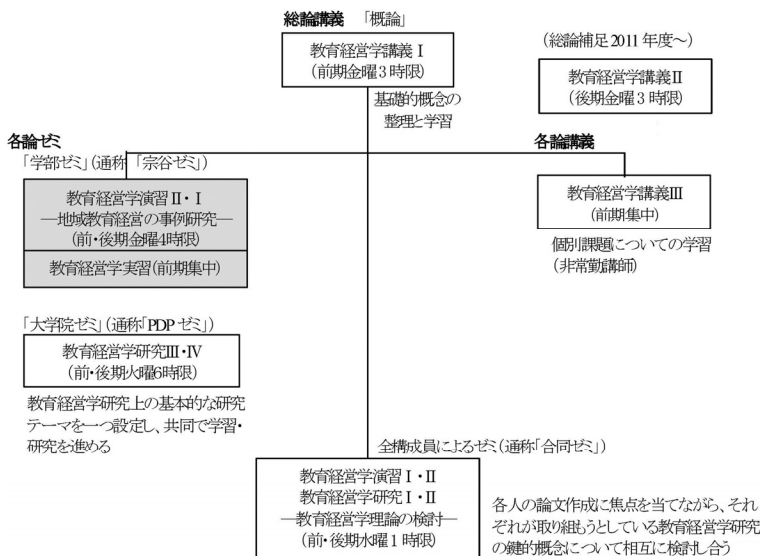 総論講義 「概論」
教育経営学講義Ⅰ
(前期金曜3時限)
(総論補足2011年度～)
教育経営学講義Ⅱ
(後期金曜3時限)
基礎的概念の
整理と学習
各論ゼミ
「学部ゼミ」(通称「宗谷ゼミ」)
教育経営学演習Ⅱ・Ⅰ
―地域教育経営の事例研究―
(前・後期金曜4時限)
教育経営学実習(前期集中)
各論講義
教育経営学講義Ⅲ
(前期集中)
個別課題についての学習
(非常勤講師)
「大学院ゼミ」(通称「PDPゼミ」)
教育経営学研究Ⅲ・Ⅳ
(前・後期火曜6時限)
教育経営学研究上の基本的な研究
テーマを一つ設定し、共同で学習・
研究を進める
全構成員によるゼミ(通称「合同ゼミ」)
教育経営学演習Ⅰ・Ⅱ
教育経営学研究Ⅰ・Ⅱ
―教育経営学理論の検討―
(前・後期水曜1時限)
各人の論文作成に焦点を当てながら、それ
ぞれが取り組もうとしている教育経営学研究
の鍵的概念について相互に検討し合う